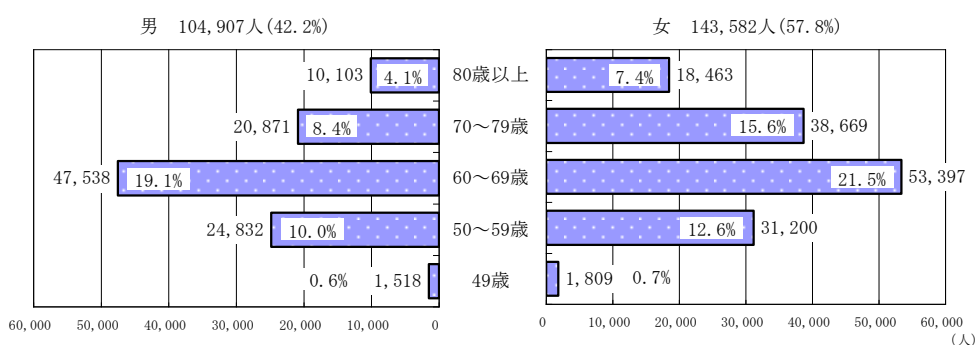 男　104,907人(42.2%)　女　143,582人(57.8%)
10,103 4.1% 80歳以上 7.4% 18,463
20,871 8.4% 70～79歳 15.6% 38,669
47,538 19.1% 60～69歳 21.5% 53,397
24,832 10.0% 50～59歳 12.6% 31,200
0.6% 1,518 49歳 1,809 0.7%
60,000 50,000 40,000 30,000 20,000 10,000 0 0 10,000 20,000 30,000 40,000 50,000 60,000
(人)